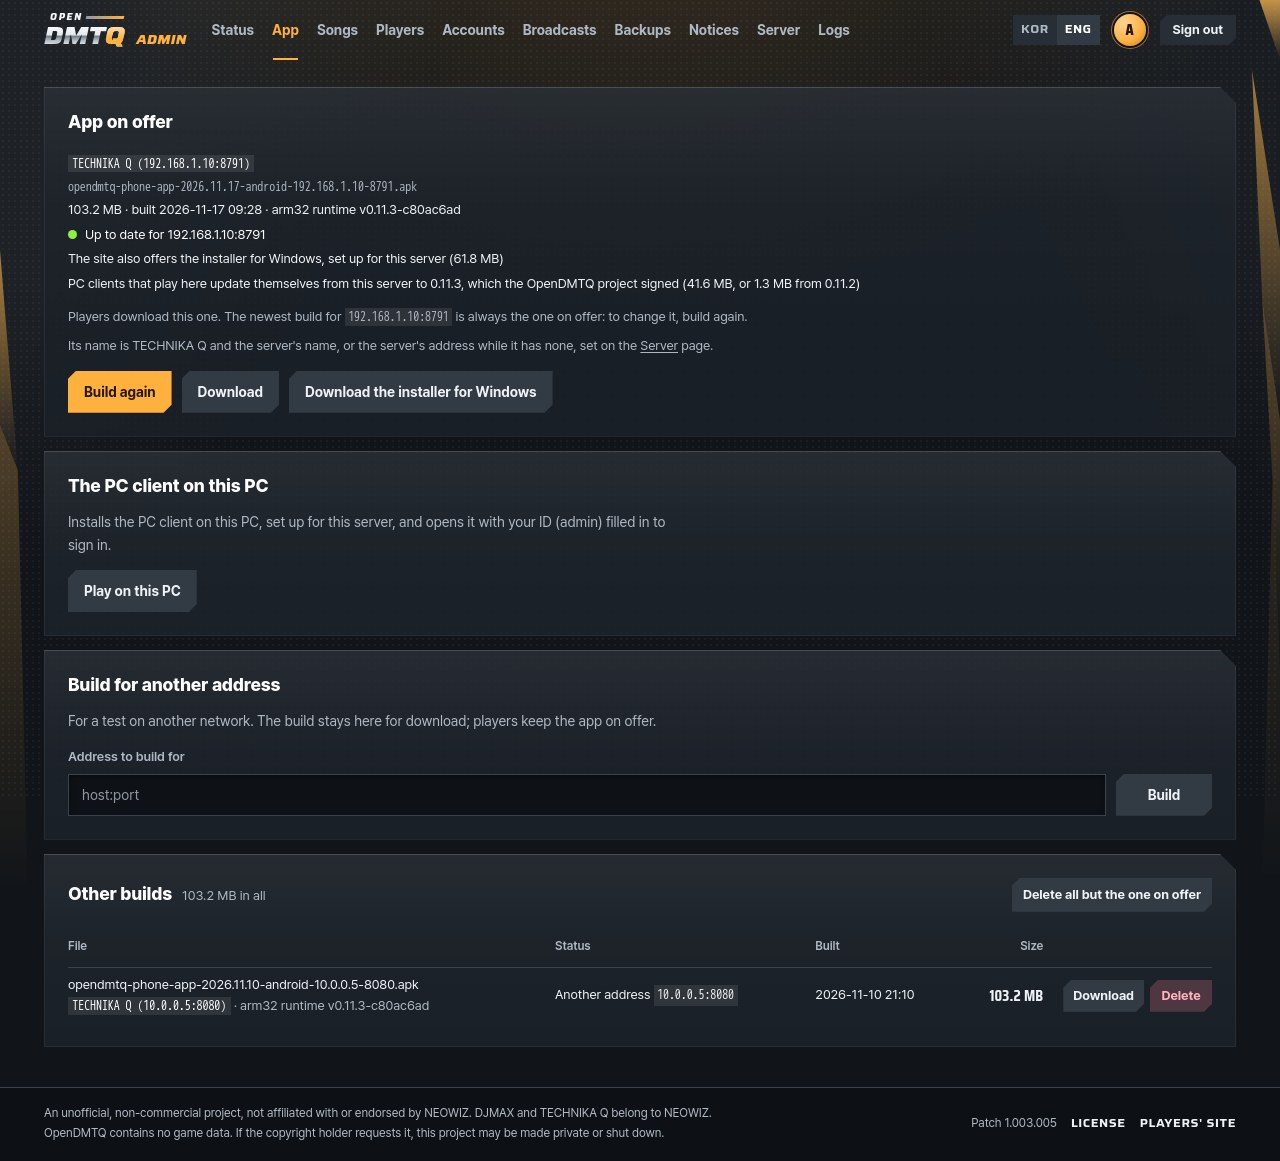 OPEN
DMTQ ADMIN
Status App Songs Players Accounts Broadcasts Backups Notices Server Logs
KOR ENG
A
Sign out
App on offer
TECHNIKA Q (192.168.1.10:8791)
opendmtq-phone-app-2026.11.17-android-192.168.1.10-8791.apk
103.2 MB · built 2026-11-17 09:28 · arm32 runtime v0.11.3-c80ac6ad
Up to date for 192.168.1.10:8791
The site also offers the installer for Windows, set up for this server (61.8 MB)
PC clients that play here update themselves from this server to 0.11.3, which the OpenDMTQ project signed (41.6 MB, or 1.3 MB from 0.11.2)
Players download this one. The newest build for 192.168.1.10:8791 is always the one on offer: to change it, build again.
Its name is TECHNIKA Q and the server's name, or the server's address while it has none, set on the Server page.
Build again
Download
Download the installer for Windows
The PC client on this PC
Installs the PC client on this PC, set up for this server, and opens it with your ID (admin) filled in to
sign in.
Play on this PC
Build for another address
For a test on another network. The build stays here for download; players keep the app on offer.
Address to build for
host:port
Build
Other builds 103.2 MB in all
Delete all but the one on offer
File Status Built Size
opendmtq-phone-app-2026.11.10-android-10.0.0.5-8080.apk
TECHNIKA Q (10.0.0.5:8080) · arm32 runtime v0.11.3-c80ac6ad
Another address 10.0.0.5:8080
2026-11-10 21:10
103.2 MB
Download
Delete
An unofficial, non-commercial project, not affiliated with or endorsed by NEOWIZ. DJMAX and TECHNIKA Q belong to NEOWIZ.
OpenDMTQ contains no game data. If the copyright holder requests it, this project may be made private or shut down.
Patch 1.003.005 LICENSE PLAYERS' SITE